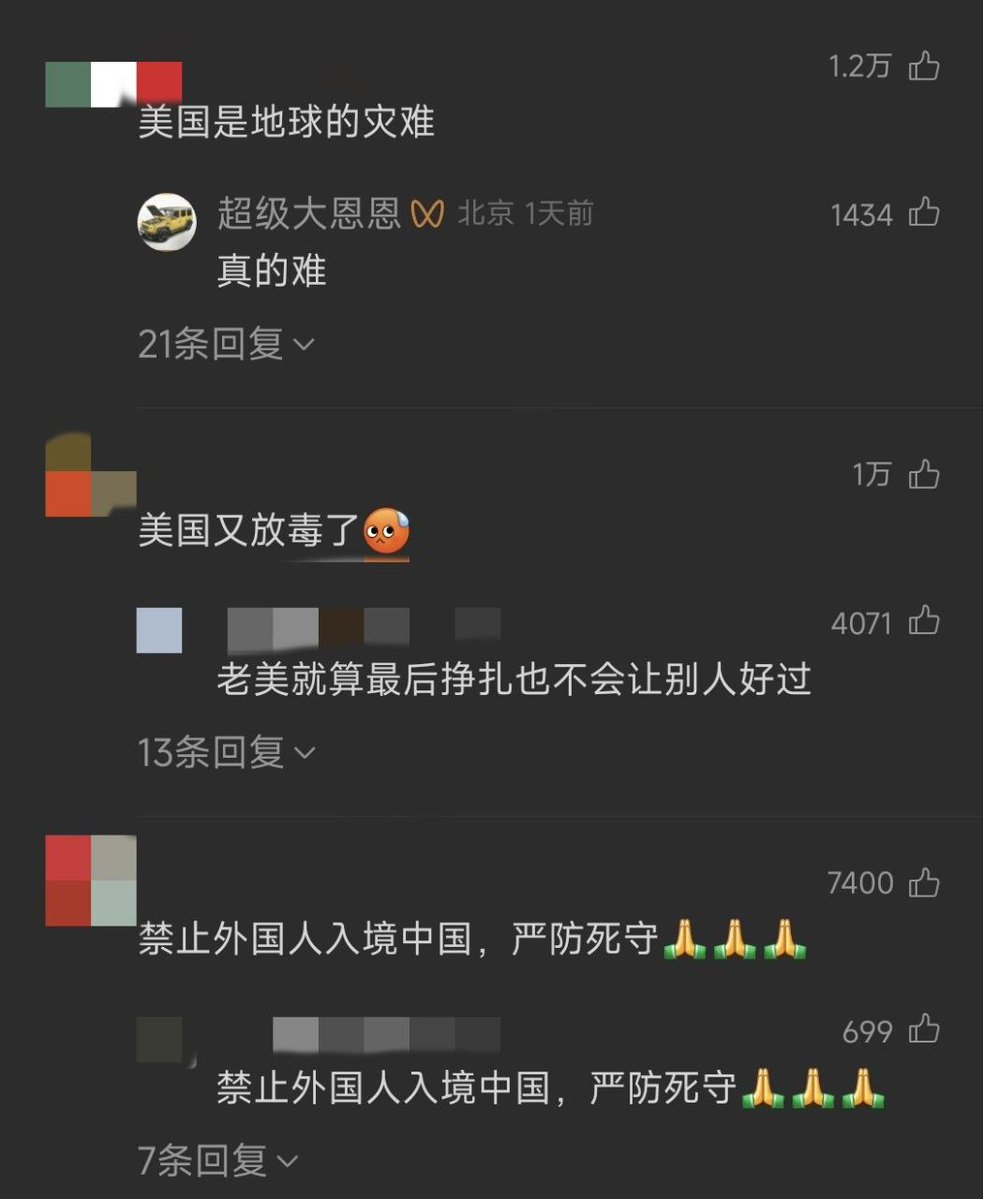 1.2万
美国是地球的灾难
超级大恩恩 北京 1天前
1434
真的难
21条回复
1万
美国又放毒了
4071
老美就算最后挣扎也不会让别人好过
13条回复
7400
禁止外国人入境中国，严防死守🙏🙏🙏
699
禁止外国人入境中国，严防死守🙏🙏🙏
7条回复